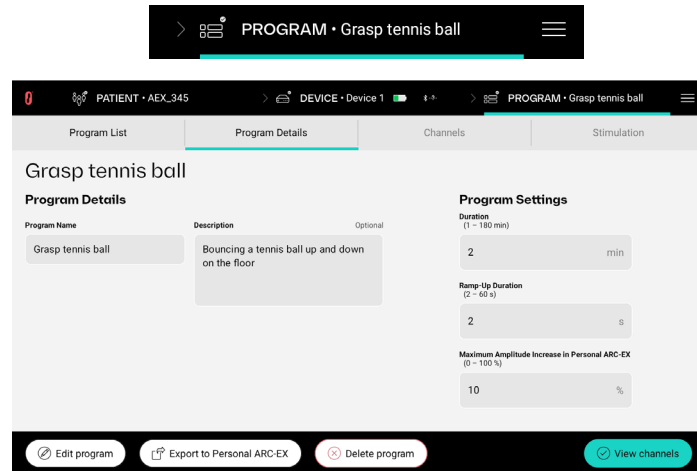 PROGRAM • Grasp tennis ball
PATIENT • AEX_345
DEVICE • Device 1
PROGRAM • Grasp tennis ball
Program List
Program Details
Channels
Stimulation
Grasp tennis ball
Program Details
Program Name
Grasp tennis ball
Description
Optional
Bouncing a tennis ball up and down
on the floor
Program Settings
Duration
(1 – 180 min)
2 min
Ramp-Up Duration
(2 – 60 s)
2 s
Maximum Amplitude Increase in Personal ARC-EX
(0 – 100 %)
10 %
Edit program
Export to Personal ARC-EX
Delete program
View channels